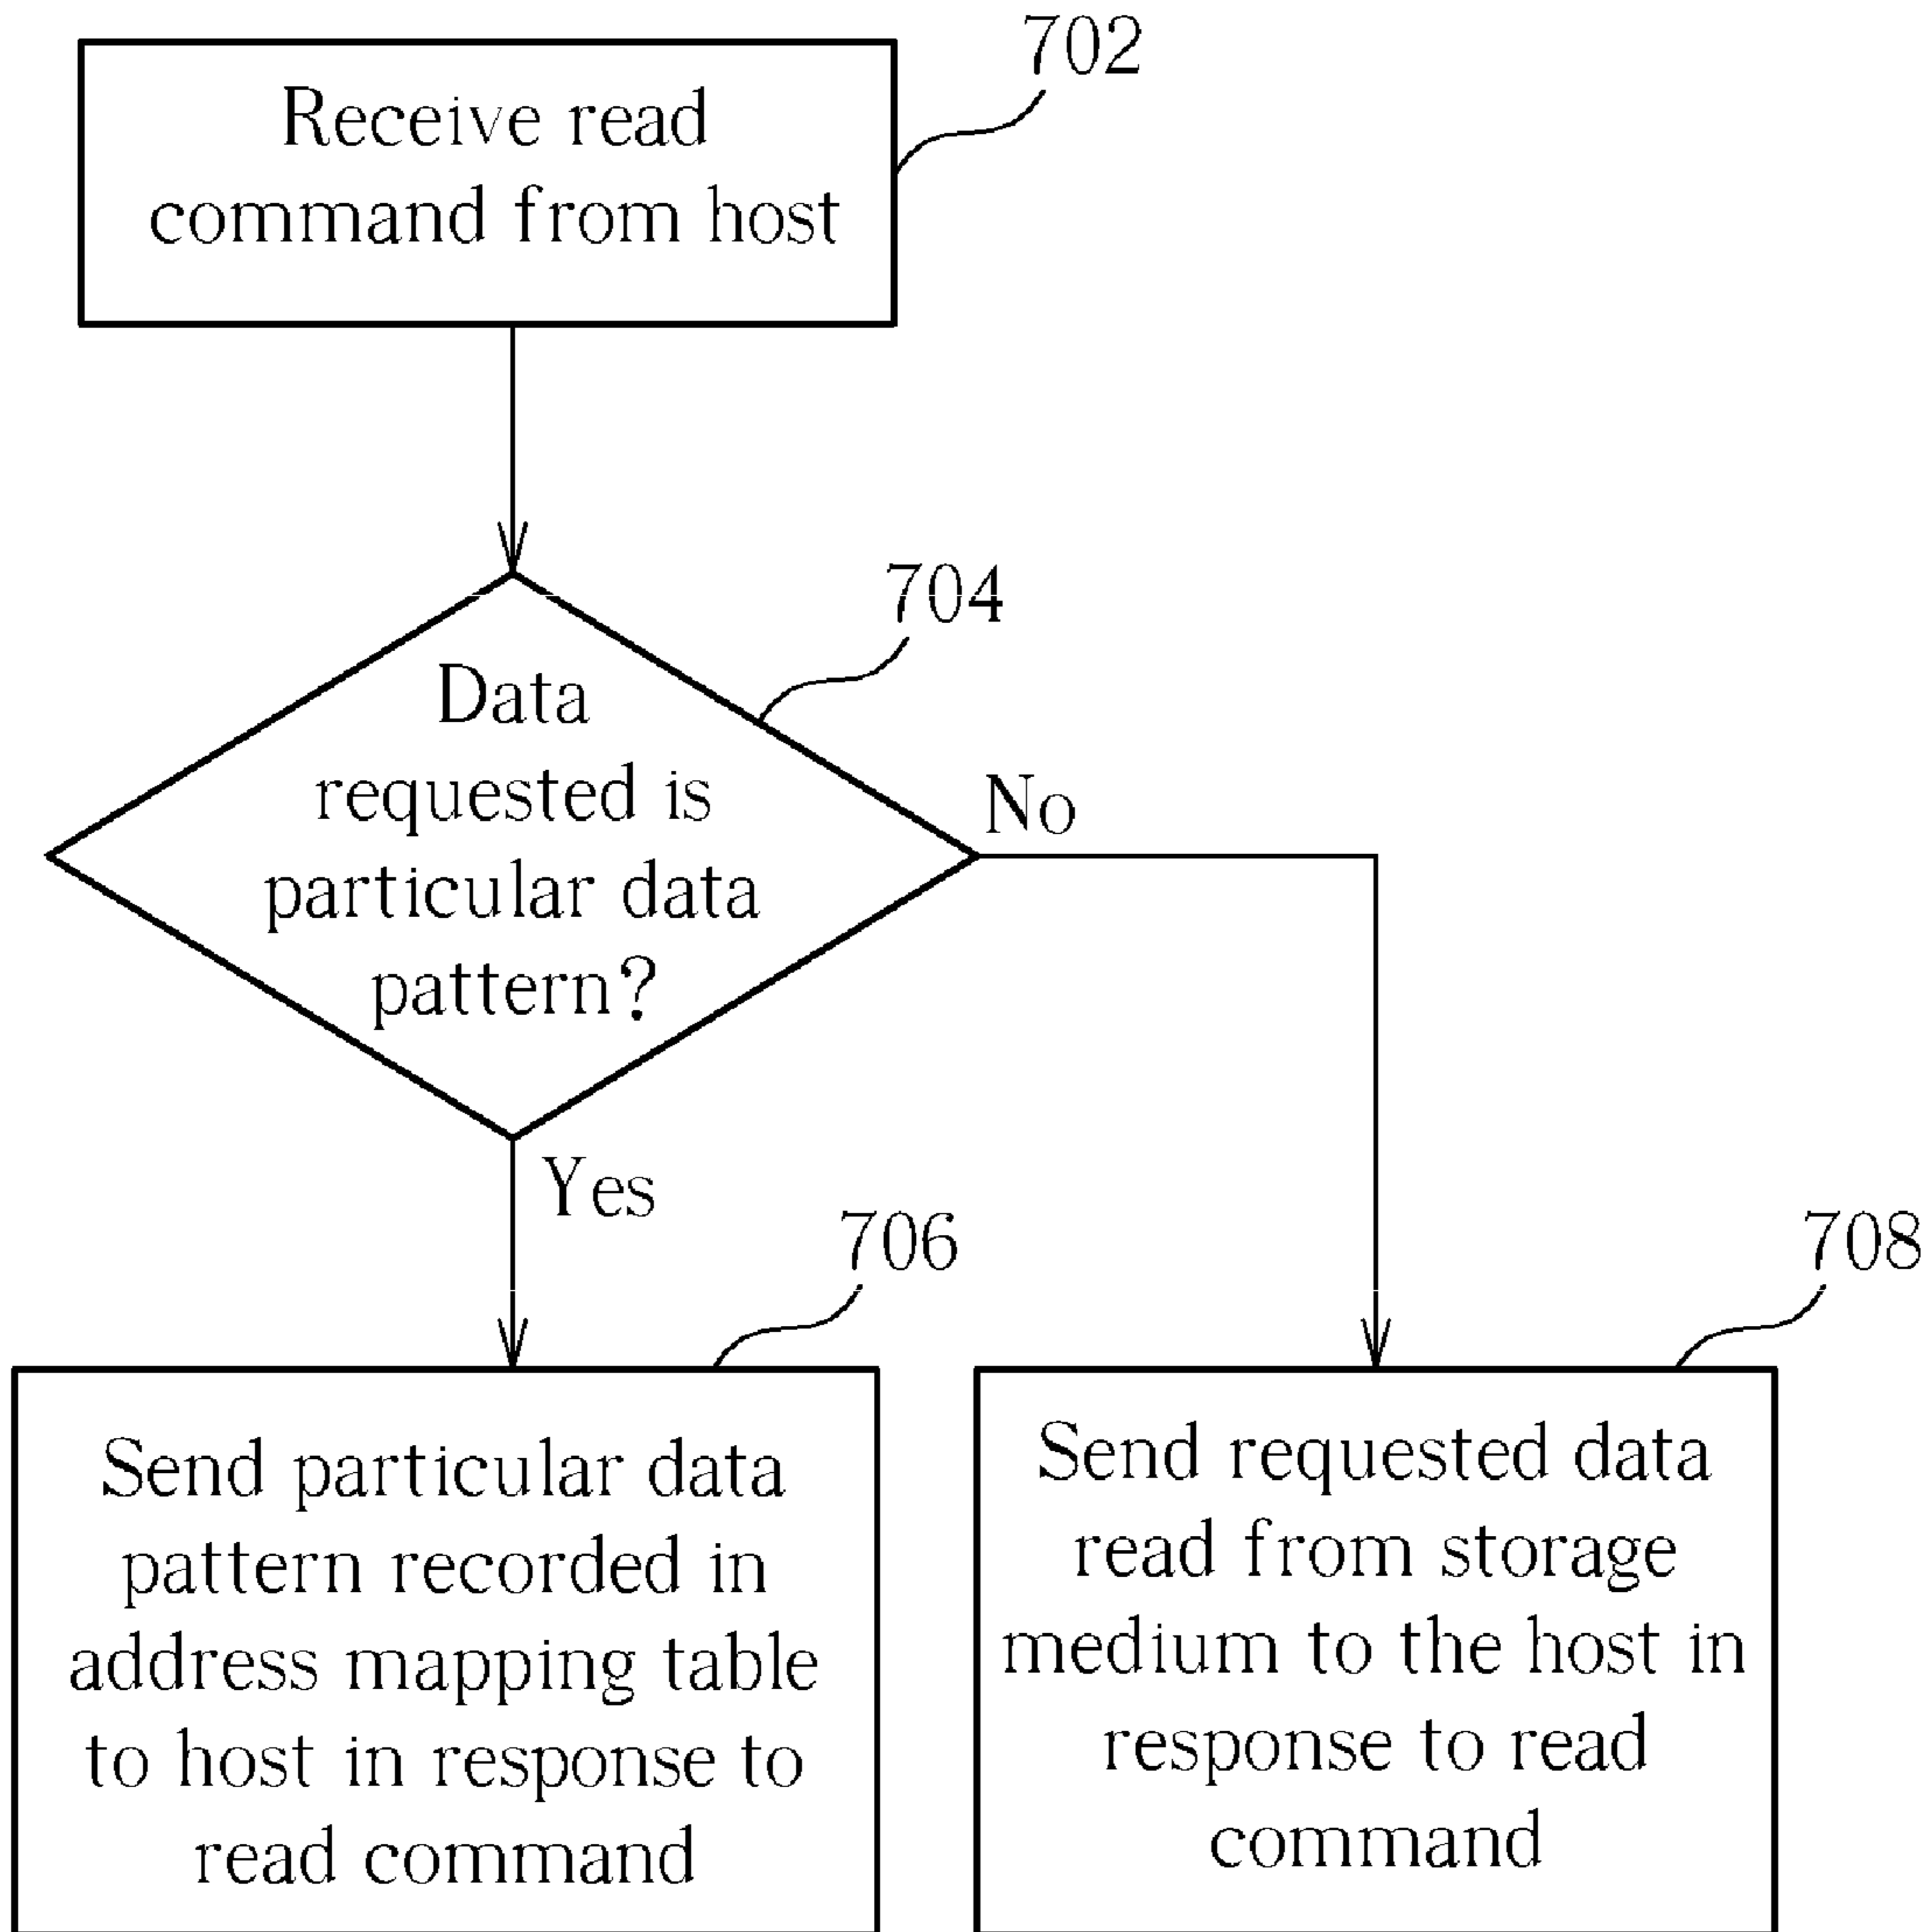 702
Receive read
command from host
704
Data
requested is
particular data
pattern?
No
Yes
706
708
Send particular data
pattern recorded in
address mapping table
to host in response to
read command
Send requested data
read from storage
medium to the host in
response to read
command